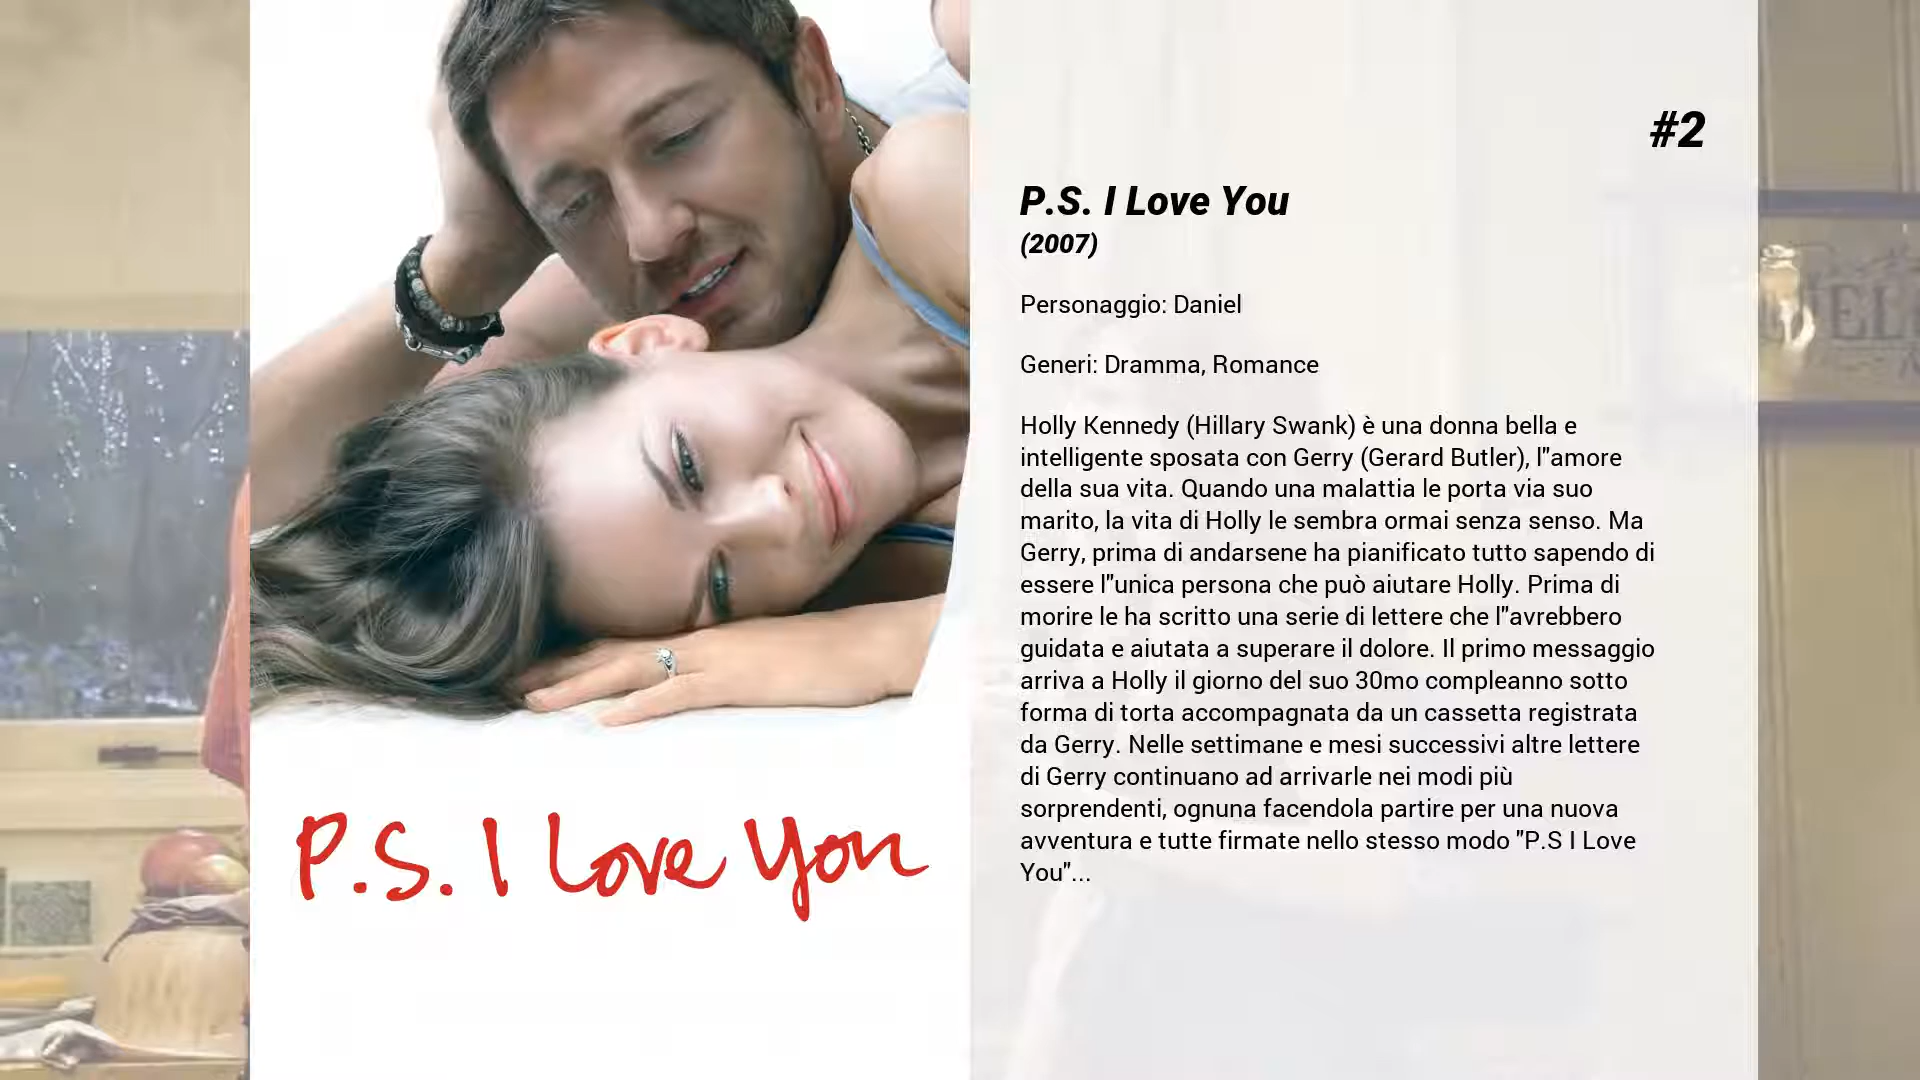 #2
P.S. I Love You
(2007)
Personaggio: Daniel
Generi: Dramma, Romance
Holly Kennedy (Hillary Swank) è una donna bella e
intelligente sposata con Gerry (Gerard Butler), l"amore
della sua vita. Quando una malattia le porta via suo
marito, la vita di Holly le sembra ormai senza senso. Ma
Gerry, prima di andarsene ha pianificato tutto sapendo di
essere l"unica persona che può aiutare Holly. Prima di
morire le ha scritto una serie di lettere che l"avrebbero
guidata e aiutata a superare il dolore. Il primo messaggio
arriva a Holly il giorno del suo 30mo compleanno sotto
forma di torta accompagnata da un cassetta registrata
da Gerry. Nelle settimane e mesi successivi altre lettere
di Gerry continuano ad arrivarle nei modi più
sorprendenti, ognuna facendola partire per una nuova
avventura e tutte firmate nello stesso modo "P.S I Love
You"...
P.S. I Love You